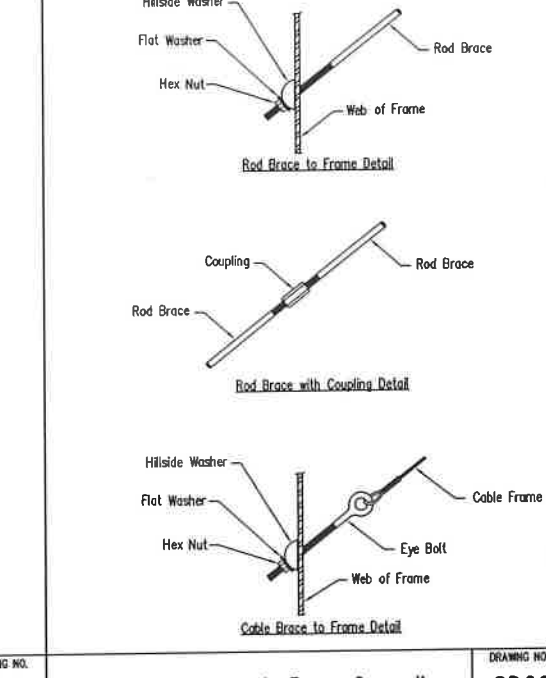 Hillside Washer
Flat Washer
Rod Brace
Hex Nut
Web of Frame
Rod Brace to Frame Detail
Coupling
Rod Brace
Rod Brace
Rod Brace with Coupling Detail
Hillside Washer
Flat Washer
Cable Frame
Hex Nut
Eye Bolt
Web of Frame
Cable Brace to Frame Detail
NG NO.
DRAWING NO